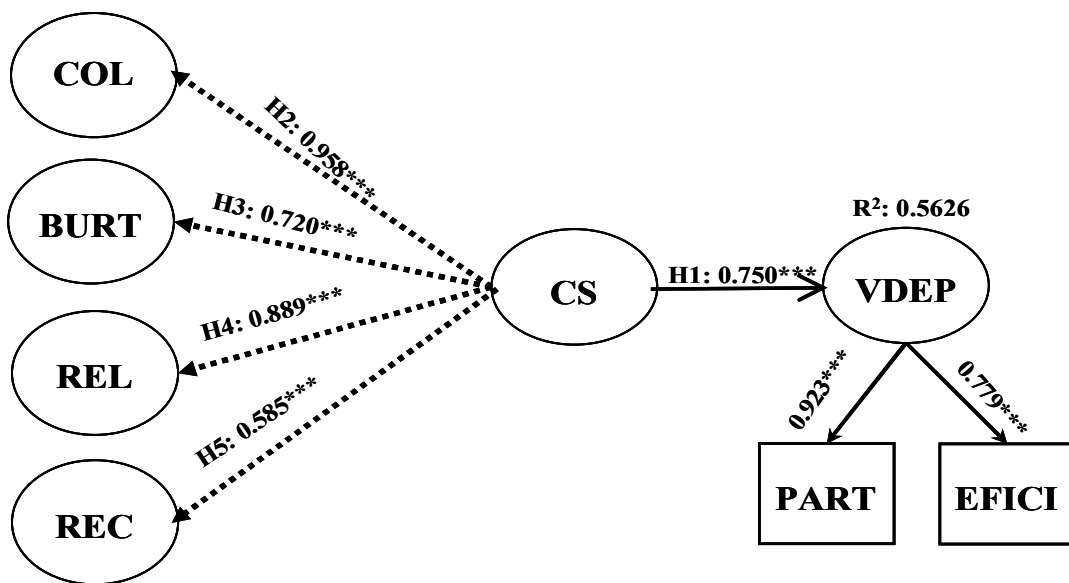 COL
H2: 0.958***
BURT
H3: 0.720***
REL
H4: 0.889***
REC
H5: 0.585***
CS
H1: 0.750***
R²: 0.5626
VDEP
0.923***
0.779***
PART
EFICI